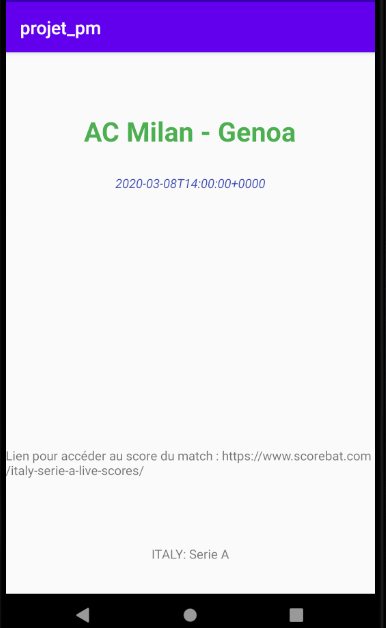 projet_pm
AC Milan - Genoa
2020-03-08T14:00:00+0000
Lien pour accéder au score du match : https://www.scorebat.com
/italy-serie-a-live-scores/
ITALY: Serie A